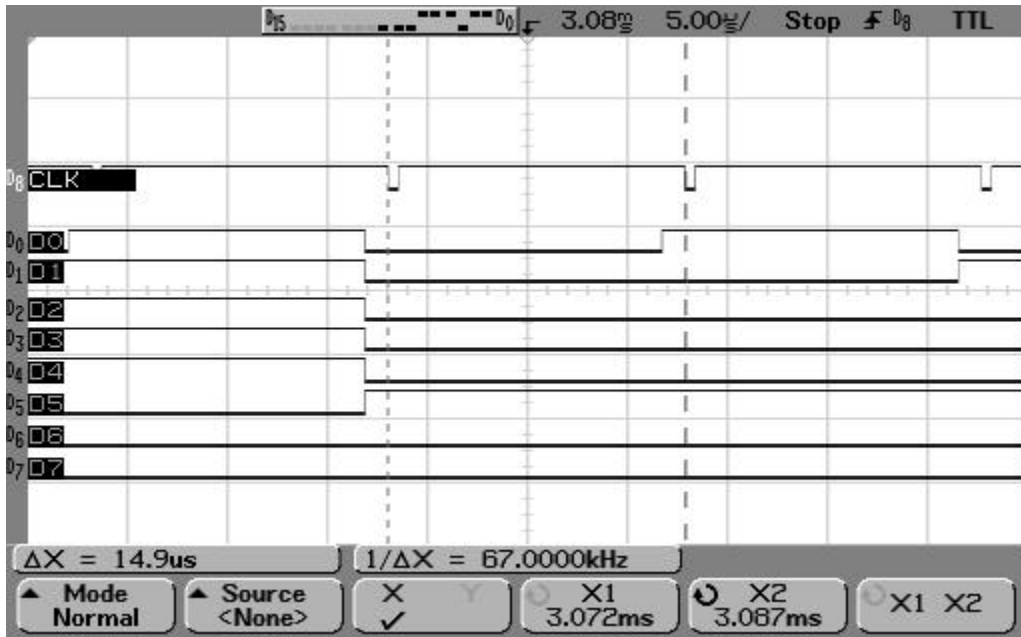 D15 D0 3.08m̲s 5.00u̲s/ Stop D8 TTL
D8 CLK
D0 D0
D1 D1
D2 D2
D3 D3
D4 D4
D5 D5
D6 D6
D7 D7
ΔX = 14.9us 1/ΔX = 67.0000kHz
Mode Source X Y X1 X2 X1 X2
Normal <None> ✓ 3.072ms 3.087ms